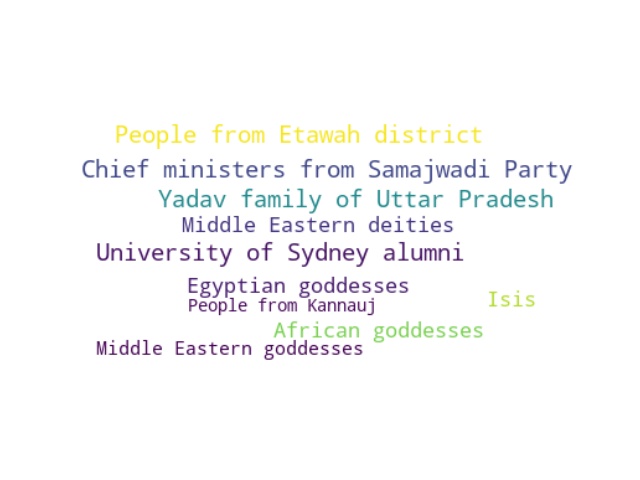 People from Etawah district
Chief ministers from Samajwadi Party
Yadav family of Uttar Pradesh
Middle Eastern deities
University of Sydney alumni
Egyptian goddesses
Isis
People from Kannauj
African goddesses
Middle Eastern goddesses